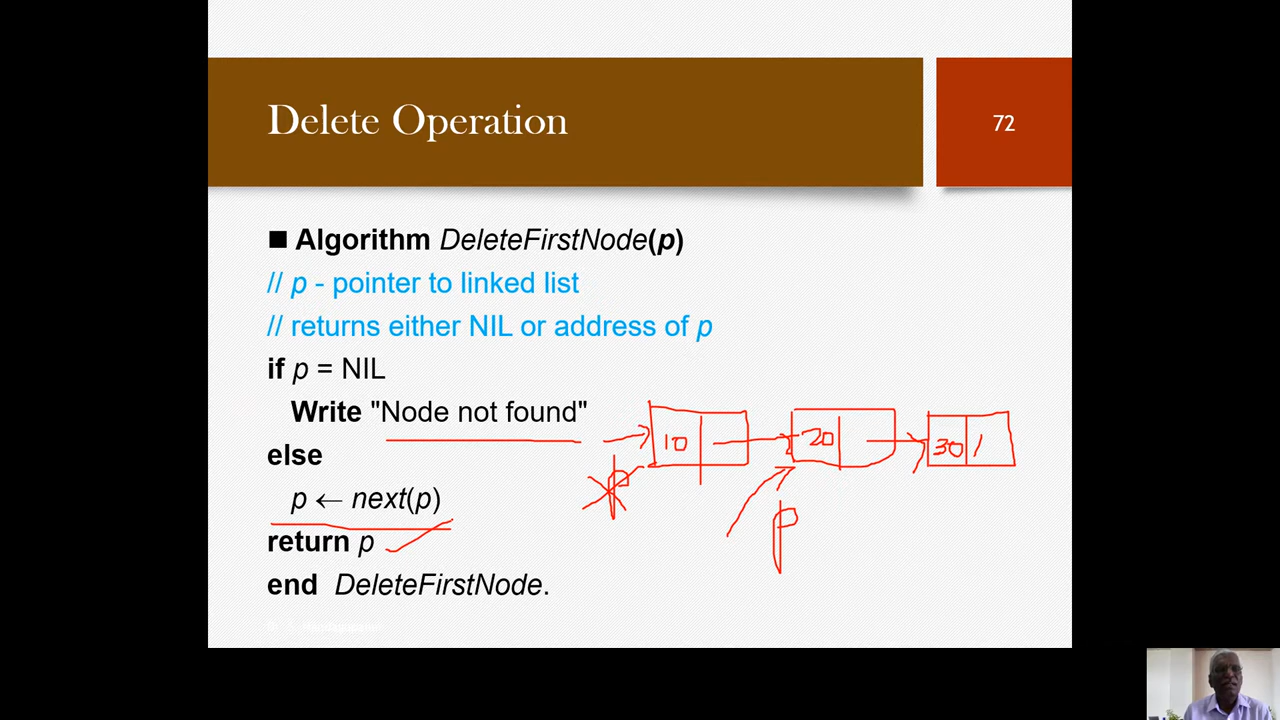 Delete Operation
72
■ Algorithm DeleteFirstNode(p)
// p - pointer to linked list
// returns either NIL or address of p
if p = NIL
Write "Node not found"
else
p ← next(p)
return p
end DeleteFirstNode.
10 20 30
p p